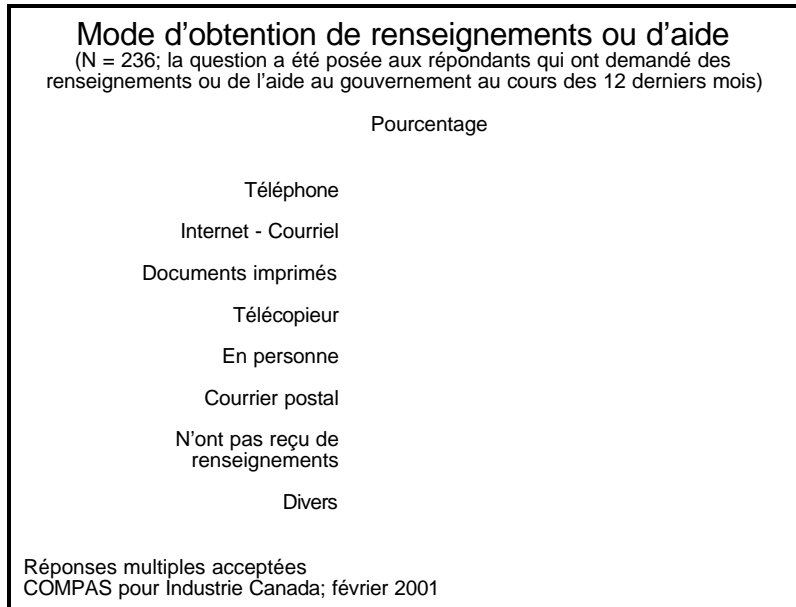 Mode d'obtention de renseignements ou d'aide
(N = 236; la question a été posée aux répondants qui ont demandé des
renseignements ou de l'aide au gouvernement au cours des 12 derniers mois)
Pourcentage
Téléphone
Internet - Courriel
Documents imprimés
Télécopieur
En personne
Courrier postal
N'ont pas reçu de
renseignements
Divers
Réponses multiples acceptées
COMPAS pour Industrie Canada; février 2001